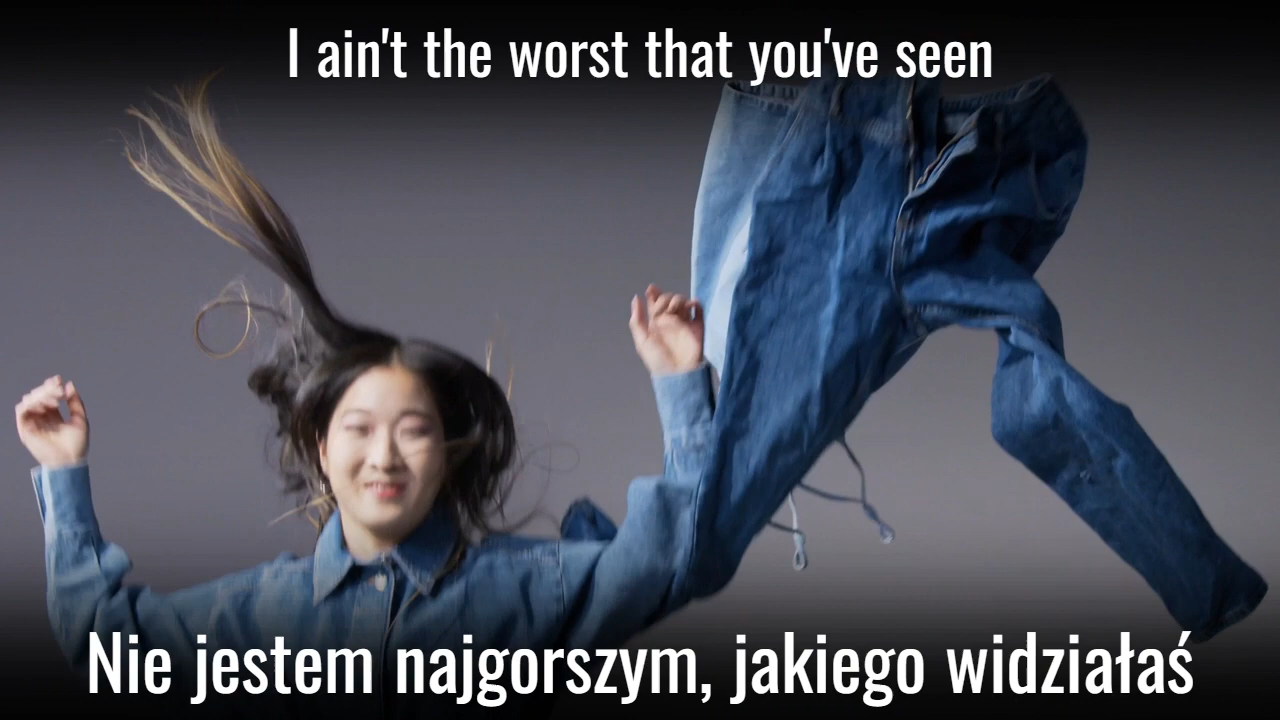 I ain't the worst that you've seen
Nie jestem najgorszym, jakiego widziałaś